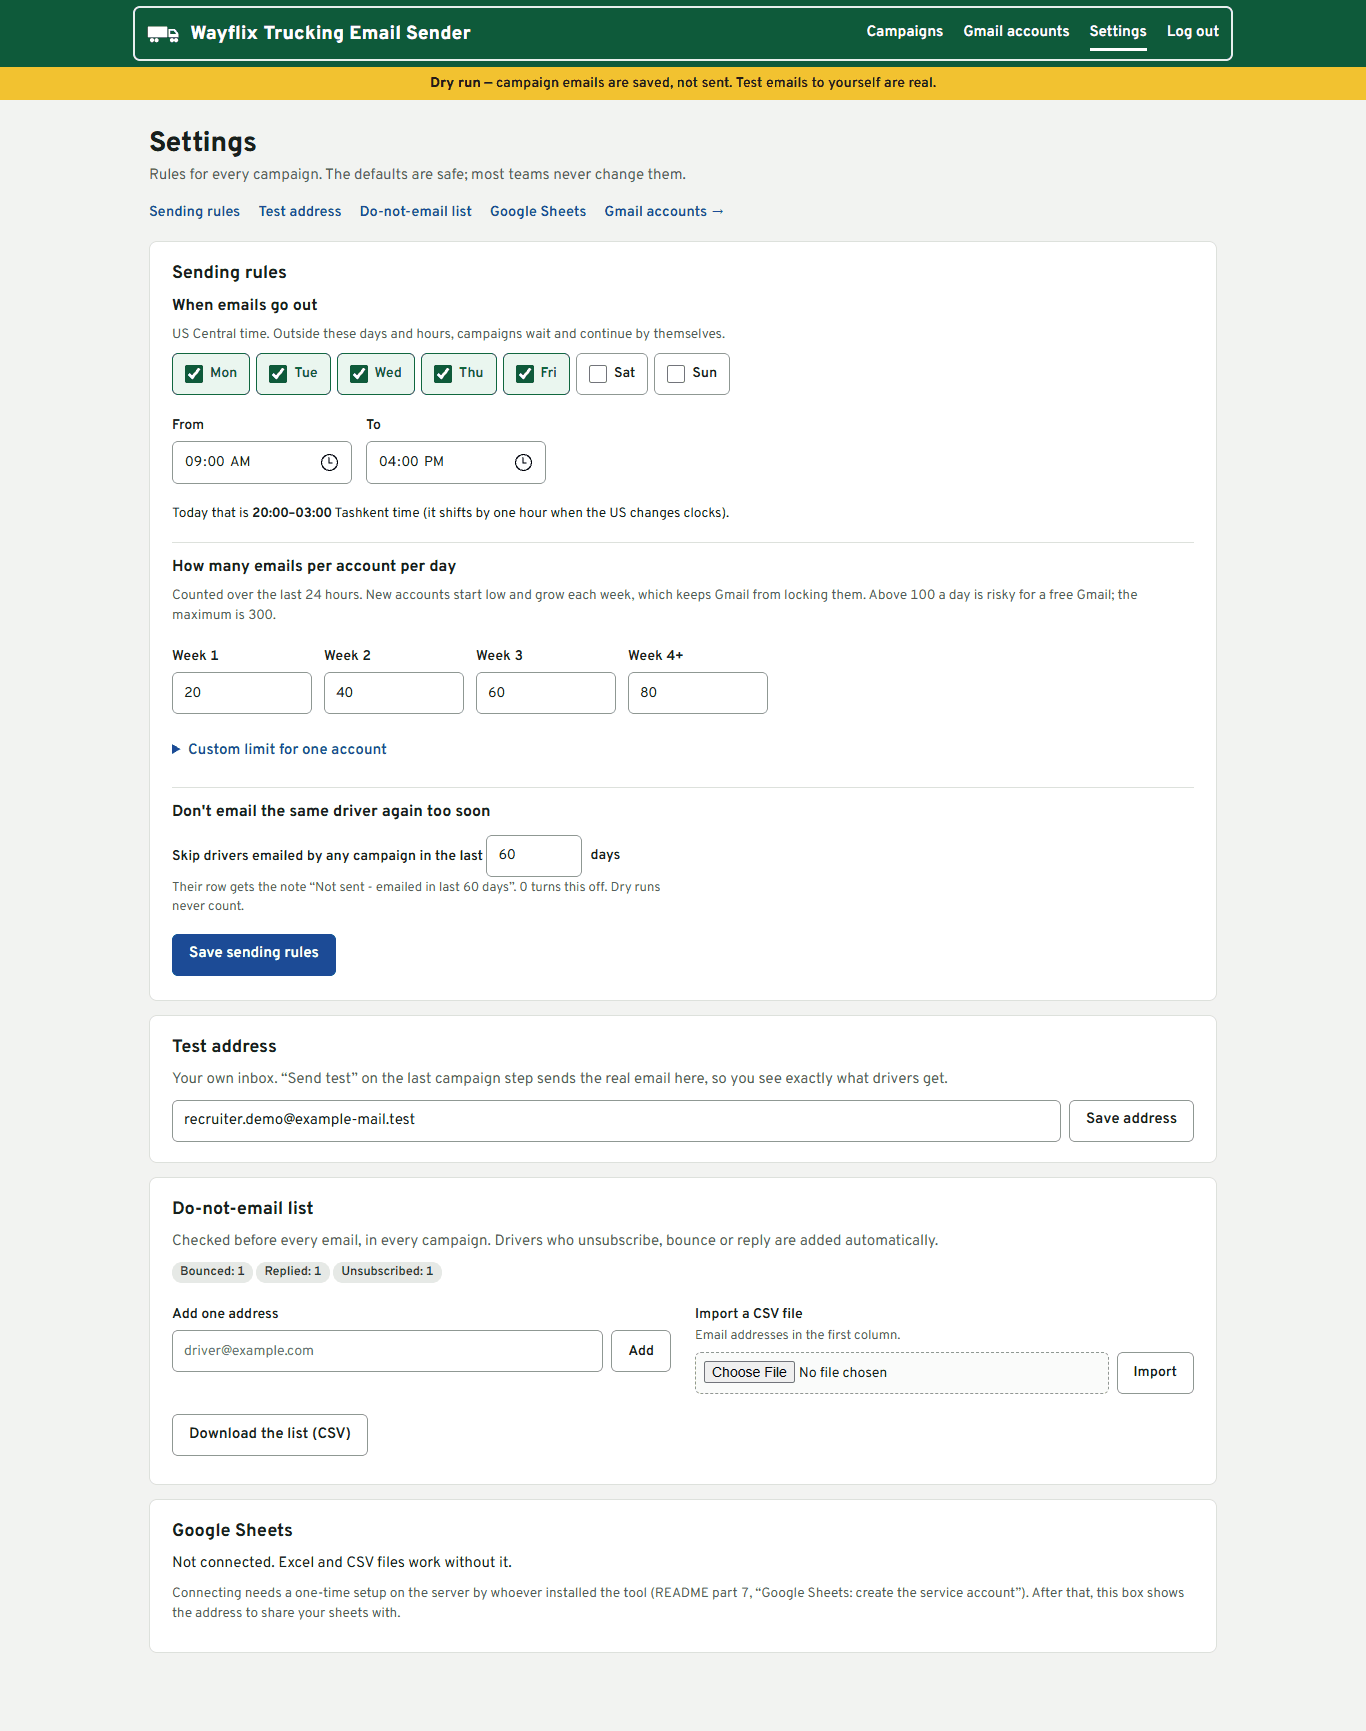 Wayflix Trucking Email Sender
Campaigns
Gmail accounts
Settings
Log out
Dry run — campaign emails are saved, not sent. Test emails to yourself are real.
Settings
Rules for every campaign. The defaults are safe; most teams never change them.
Sending rules
Test address
Do-not-email list
Google Sheets
Gmail accounts →
Sending rules
When emails go out
US Central time. Outside these days and hours, campaigns wait and continue by themselves.
Mon
Tue
Wed
Thu
Fri
Sat
Sun
From
To
09:00 AM
04:00 PM
Today that is 20:00–03:00 Tashkent time (it shifts by one hour when the US changes clocks).
How many emails per account per day
Counted over the last 24 hours. New accounts start low and grow each week, which keeps Gmail from locking them. Above 100 a day is risky for a free Gmail; the
maximum is 300.
Week 1
Week 2
Week 3
Week 4+
20
40
60
80
Custom limit for one account
Don't email the same driver again too soon
Skip drivers emailed by any campaign in the last 60 days
Their row gets the note “Not sent - emailed in last 60 days”. 0 turns this off. Dry runs
never count.
Save sending rules
Test address
Your own inbox. “Send test” on the last campaign step sends the real email here, so you see exactly what drivers get.
recruiter.demo@example-mail.test
Save address
Do-not-email list
Checked before every email, in every campaign. Drivers who unsubscribe, bounce or reply are added automatically.
Bounced: 1
Replied: 1
Unsubscribed: 1
Add one address
driver@example.com
Add
Import a CSV file
Email addresses in the first column.
Choose File No file chosen
Import
Download the list (CSV)
Google Sheets
Not connected. Excel and CSV files work without it.
Connecting needs a one-time setup on the server by whoever installed the tool (README part 7, “Google Sheets: create the service account”). After that, this box shows
the address to share your sheets with.